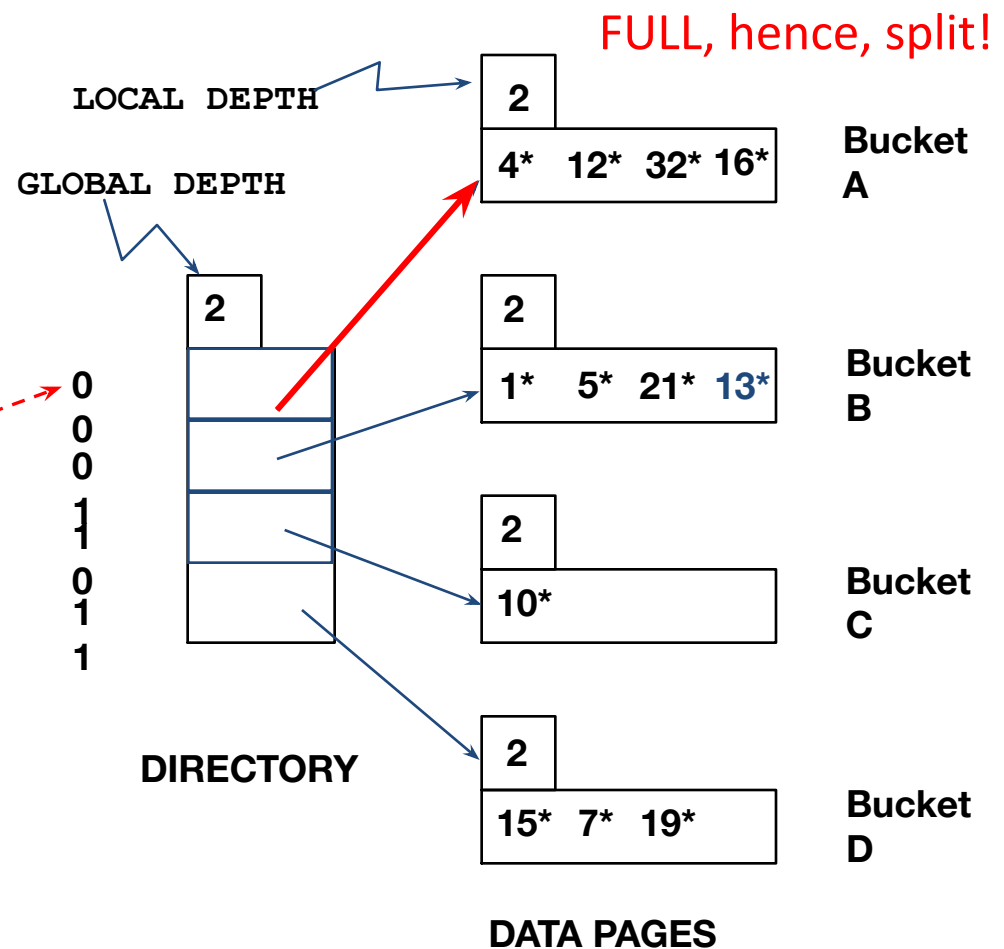 FULL, hence, split!
LOCAL DEPTH
2
4* 12* 32* 16*
Bucket
A
GLOBAL DEPTH
2
2
1* 5* 21* 13*
Bucket
B
0
0
0
1
1
0
1
1
2
10*
Bucket
C
DIRECTORY
2
15* 7* 19*
Bucket
D
DATA PAGES